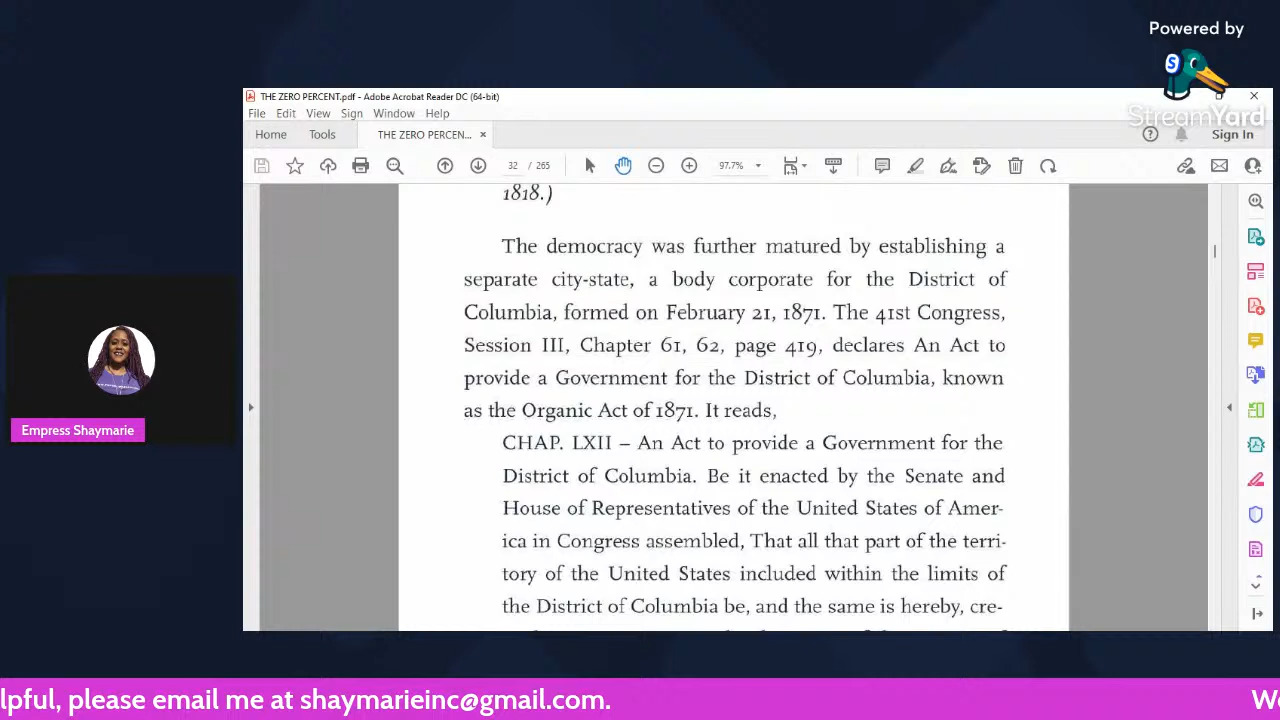 Powered by
S
StreamYard
THE ZERO PERCENT.pdf - Adobe Acrobat Reader DC (64-bit)
File Edit View Sign Window Help
Home Tools THE ZERO PERCEN... × Sign In
32 / 265 97.7%
1818.)
The democracy was further matured by establishing a
separate city-state, a body corporate for the District of
Columbia, formed on February 21, 1871. The 41st Congress,
Session III, Chapter 61, 62, page 419, declares An Act to
provide a Government for the District of Columbia, known
as the Organic Act of 1871. It reads,
CHAP. LXII – An Act to provide a Government for the
District of Columbia. Be it enacted by the Senate and
House of Representatives of the United States of Amer-
ica in Congress assembled, That all that part of the terri-
tory of the United States included within the limits of
the District of Columbia be, and the same is hereby, cre-
Empress Shaymarie
lpful, please email me at shaymarieinc@gmail.com. W